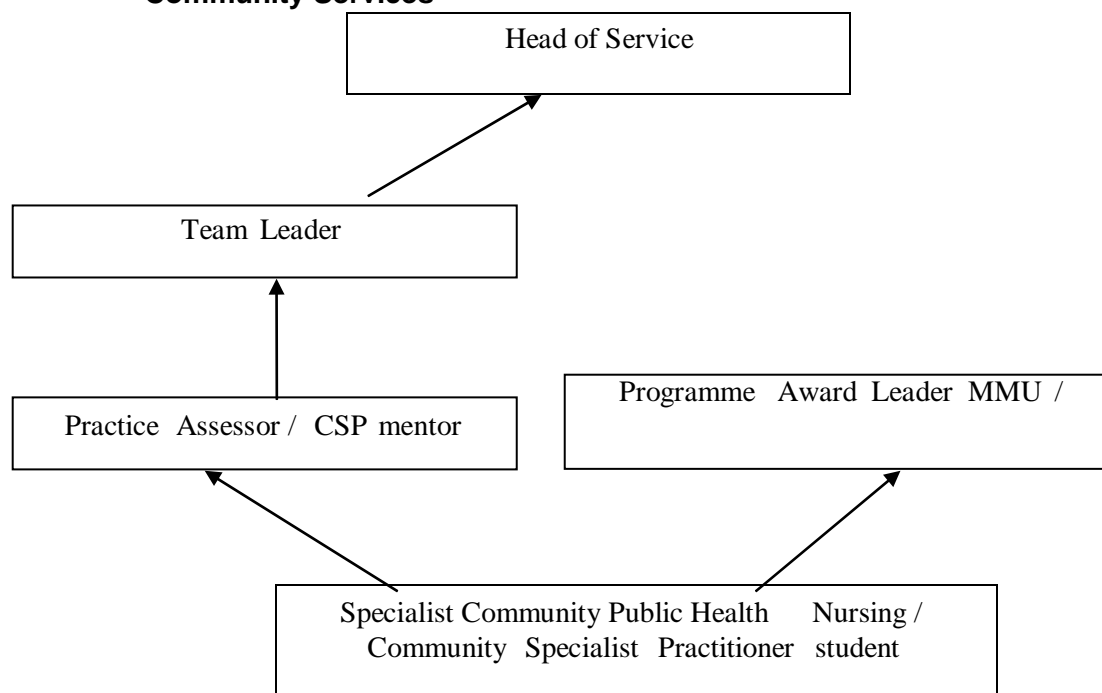 Community Services
Head of Service
Team Leader
Programme Award Leader MMU /
Practice Assessor / CSP mentor
Specialist Community Public Health Nursing /
Community Specialist Practitioner student